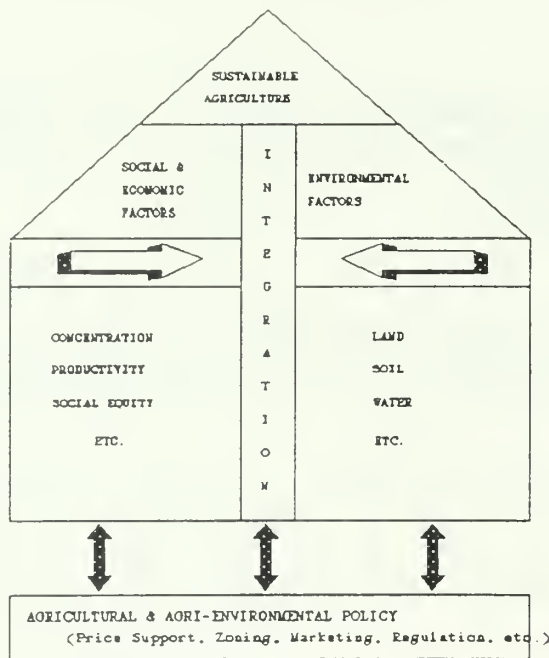 SUSTAINABLE
AGRICULTURE
SOCIAL &
ECONOMIC
FACTORS
INTEGRATION
ENVIRONMENTAL
FACTORS
CONCENTRATION
PRODUCTIVITY
SOCIAL EQUITY
ETC.
LAND
SOIL
WATER
ETC.
AGRICULTURAL & AGRI-ENVIRONMENTAL POLICY
(Price Support, Zoning, Marketing, Regulation, etc.)